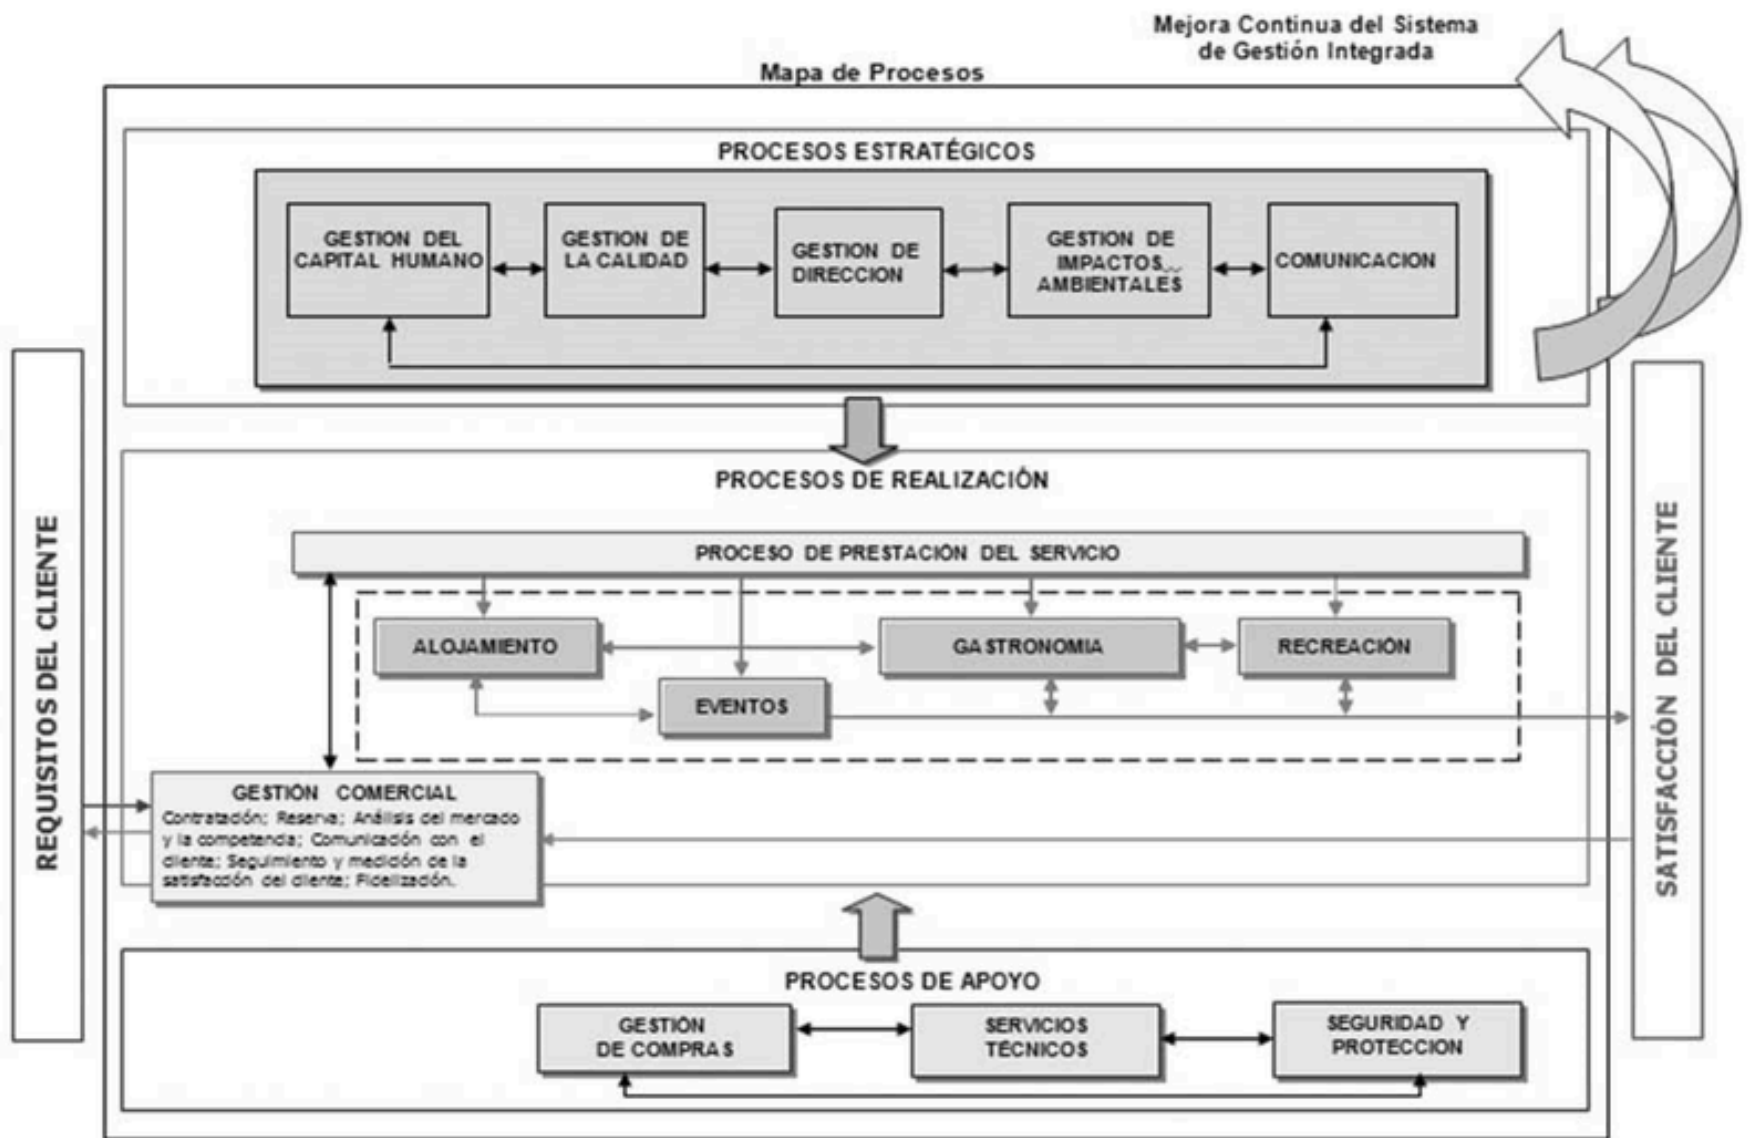 Mejora Continua del Sistema
de Gestión Integrada
Mapa de Procesos
PROCESOS ESTRATÉGICOS
GESTION DEL
CAPITAL HUMANO
GESTION DE
LA CALIDAD
GESTION DE
DIRECCION
GESTION DE
IMPACTOS
AMBIENTALES
COMUNICACION
REQUISITOS DEL CLIENTE
PROCESOS DE REALIZACIÓN
PROCESO DE PRESTACIÓN DEL SERVICIO
ALOJAMIENTO
GASTRONOMIA
RECREACIÓN
EVENTOS
GESTIÓN COMERCIAL
Contratación; Reserva; Análisis del mercado
y la competencia; Comunicación con el
cliente; Seguimiento y medición de la
satisfacción del cliente; Fidelización.
SATISFACCIÓN DEL CLIENTE
PROCESOS DE APOYO
GESTIÓN
DE COMPRAS
SERVICIOS
TÉCNICOS
SEGURIDAD Y
PROTECCION